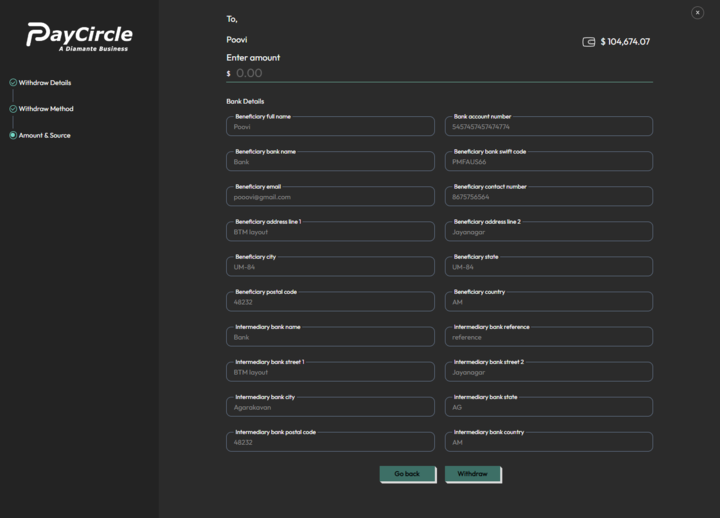 PayCircle
A Diamante Business
Withdraw Details
Withdraw Method
Amount & Source
To,
Poovi
$ 104,674.07
Enter amount
$ 0.00
Bank Details
Beneficiary full name
Poovi
Bank account number
5457457457474774
Beneficiary bank name
Bank
Beneficiary bank swift code
PMFAUS66
Beneficiary email
pooovi@gmail.com
Beneficiary contact number
8675756564
Beneficiary address line 1
BTM layout
Beneficiary address line 2
Jayanagar
Beneficiary city
UM-84
Beneficiary state
UM-84
Beneficiary postal code
48232
Beneficiary country
AM
Intermediary bank name
Bank
Intermediary bank reference
reference
Intermediary bank street 1
BTM layout
Intermediary bank street 2
Jayanagar
Intermediary bank city
Agarakavan
Intermediary bank state
AG
Intermediary bank postal code
48232
Intermediary bank country
AM
Go back
Withdraw